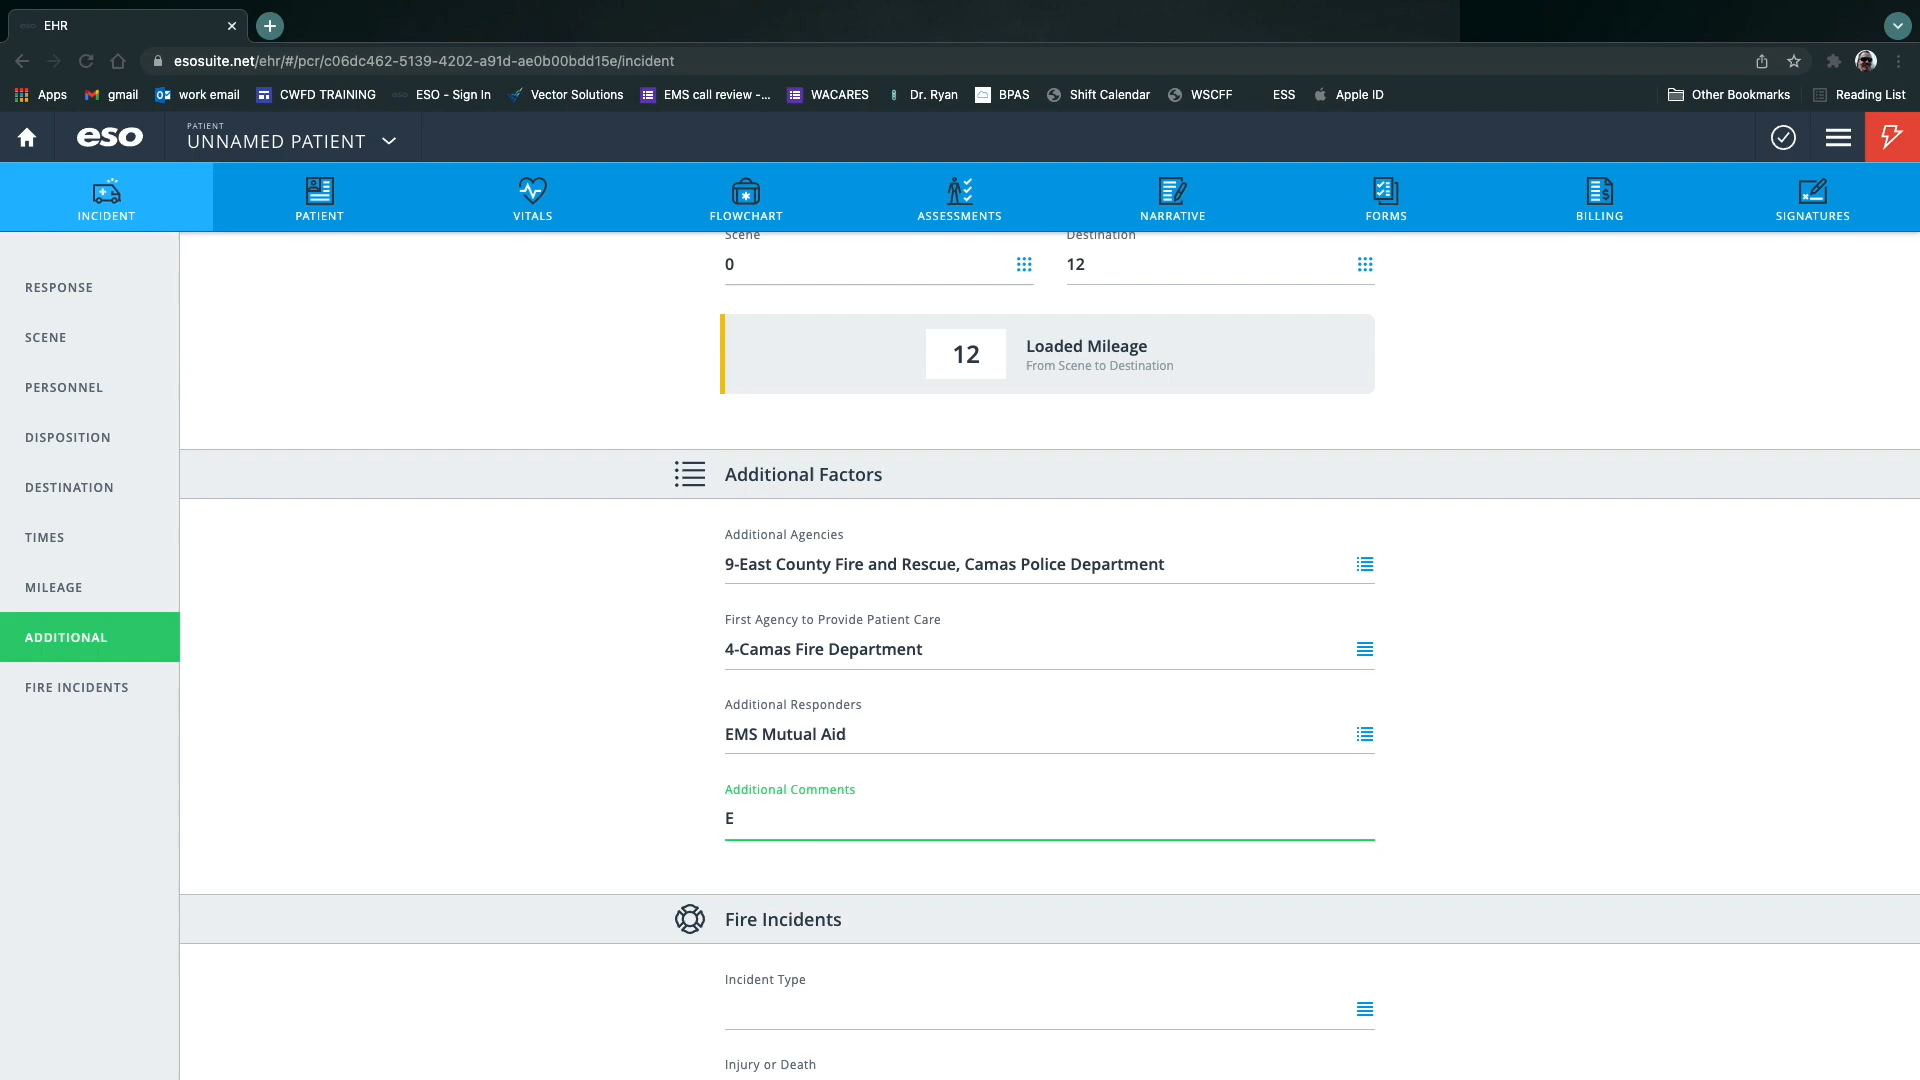 EHR
esosuite.net/ehr/#/pcr/c06dc462-5139-4202-a91d-ae0b00bdd15e/incident
Apps gmail work email CWFD TRAINING ESO - Sign In Vector Solutions EMS call review -... WACARES Dr. Ryan BPAS Shift Calendar WSCFF ESS Apple ID Other Bookmarks Reading List
eso
PATIENT
UNNAMED PATIENT
INCIDENT PATIENT VITALS FLOWCHART ASSESSMENTS NARRATIVE FORMS BILLING SIGNATURES
RESPONSE
SCENE
PERSONNEL
DISPOSITION
DESTINATION
TIMES
MILEAGE
ADDITIONAL
FIRE INCIDENTS
Scene Destination
0 12
12
Loaded Mileage
From Scene to Destination
Additional Factors
Additional Agencies
9-East County Fire and Rescue, Camas Police Department
First Agency to Provide Patient Care
4-Camas Fire Department
Additional Responders
EMS Mutual Aid
Additional Comments
E
Fire Incidents
Incident Type
Injury or Death